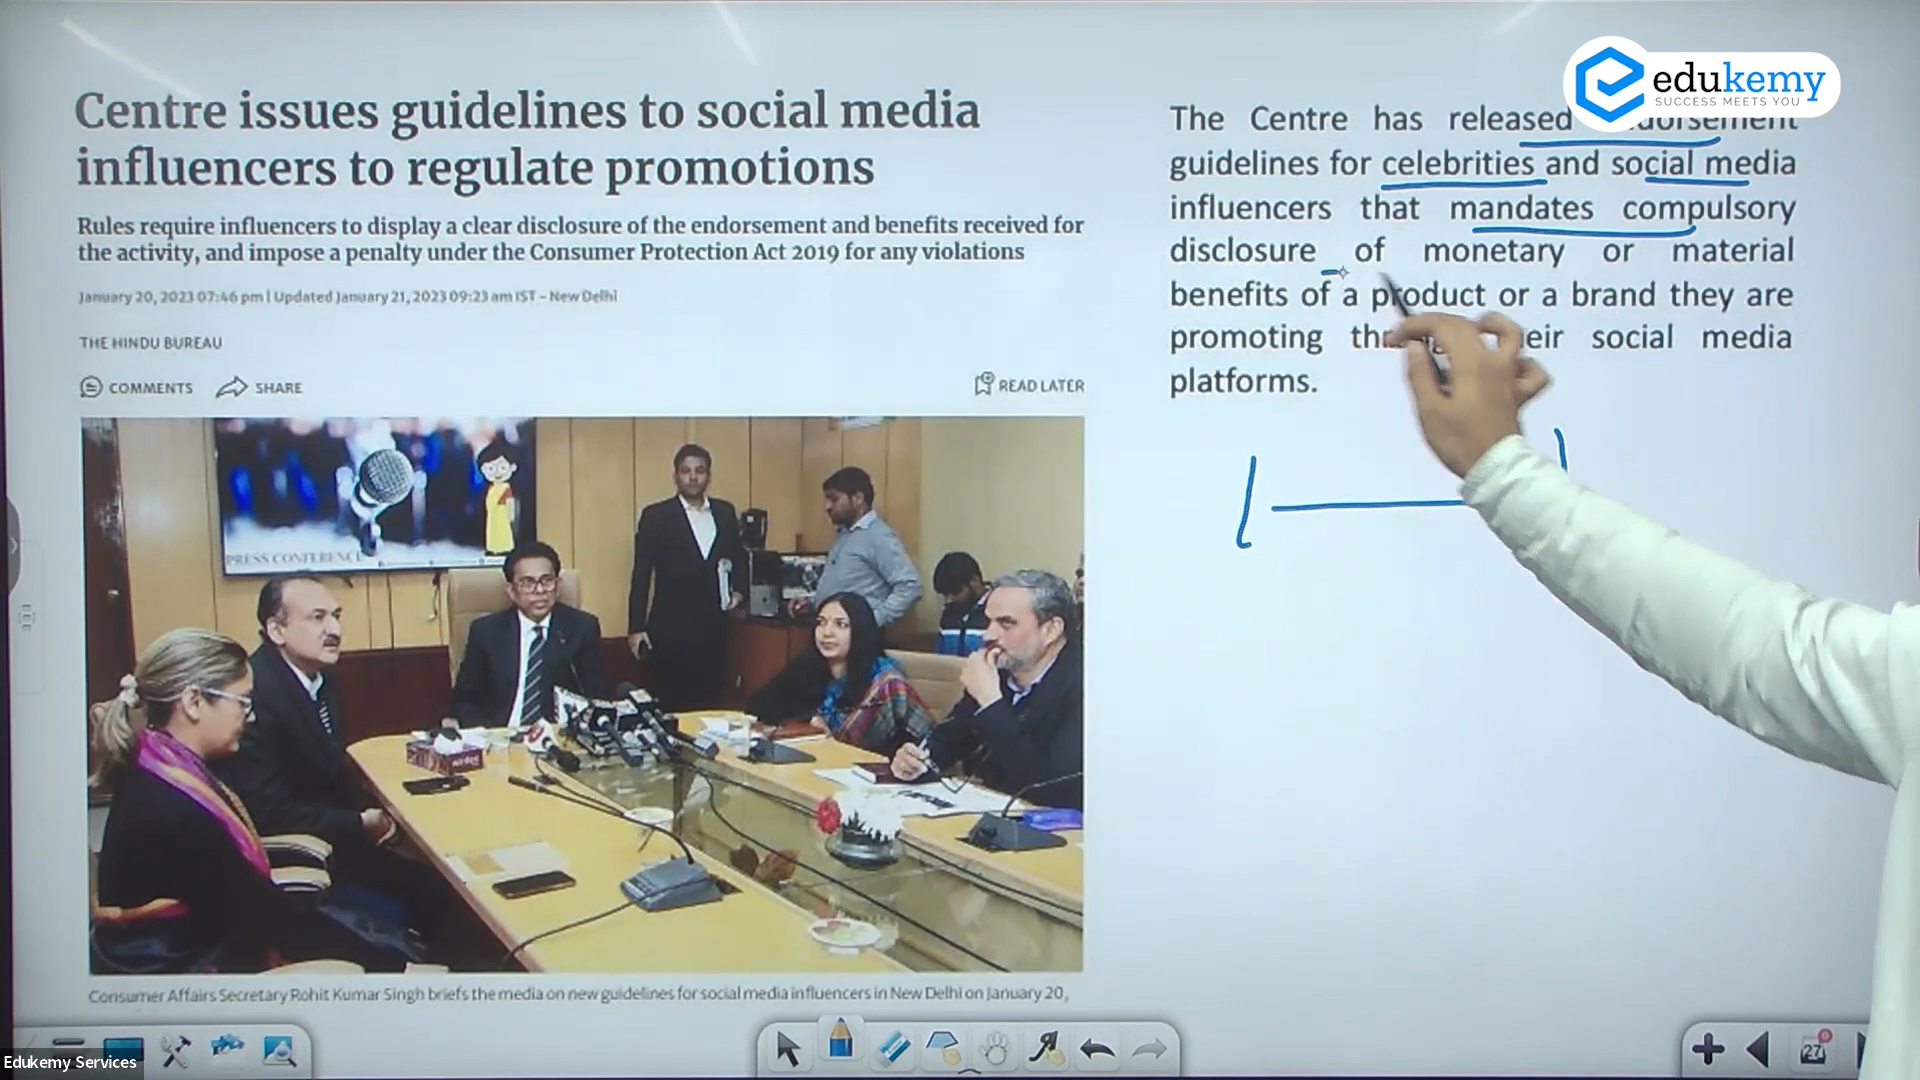 edukemy
SUCCESS MEETS YOU
Centre issues guidelines to social media
influencers to regulate promotions
Rules require influencers to display a clear disclosure of the endorsement and benefits received for
the activity, and impose a penalty under the Consumer Protection Act 2019 for any violations
January 20, 2023 07:46 pm | Updated January 21, 2023 09:23 am IST - New Delhi
THE HINDU BUREAU
COMMENTS SHARE READ LATER
PRESS CONFERENCE
Consumer Affairs Secretary Rohit Kumar Singh briefs the media on new guidelines for social media influencers in New Delhi on January 20,
The Centre has released
guidelines for celebrities and social media
influencers that mandates compulsory
disclosure of monetary or material
benefits of a product or a brand they are
promoting social media
platforms.
27
Edukemy Services